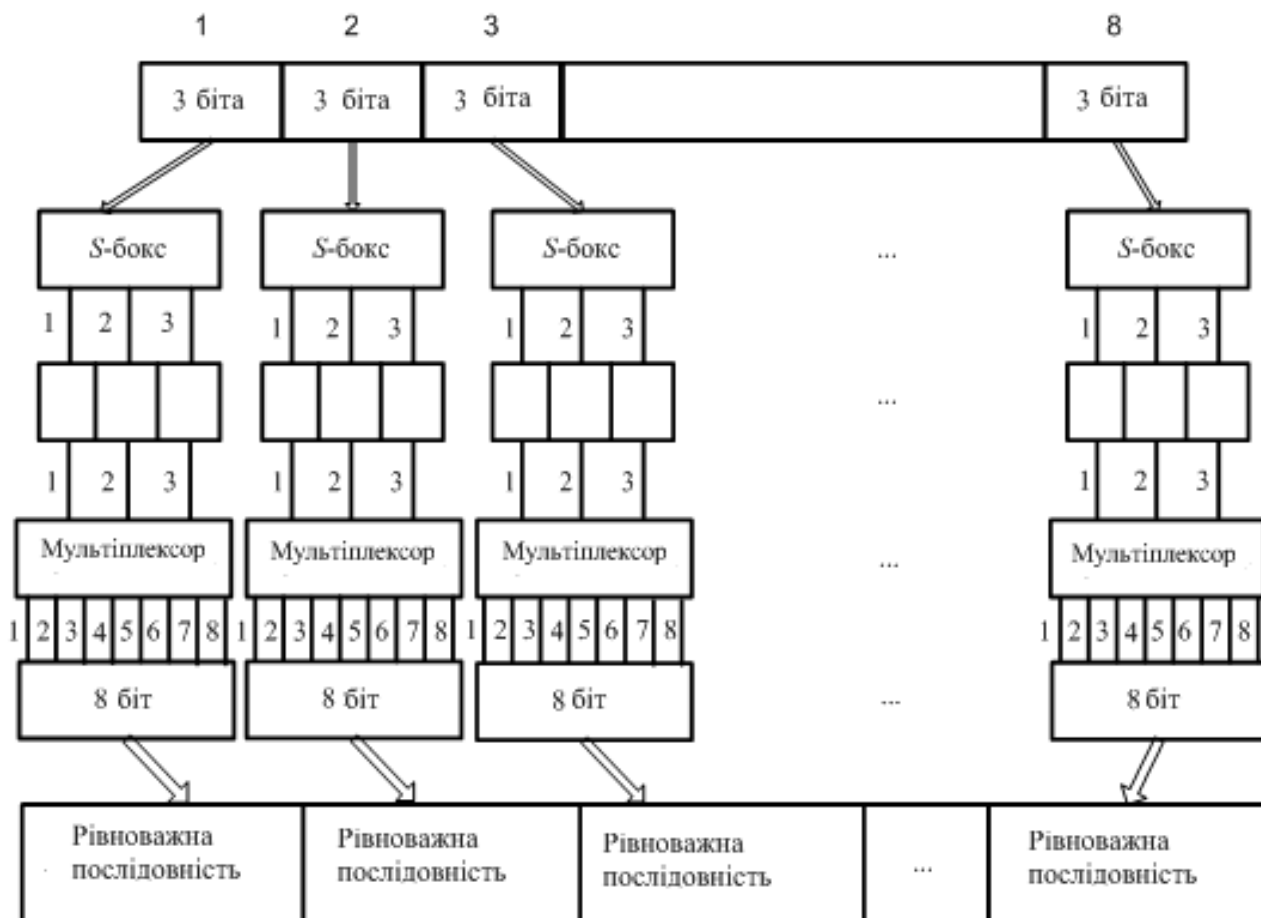 1 2 3 8
3 біта 3 біта 3 біта 3 біта
S-бокс S-бокс S-бокс ... S-бокс
1 2 3 1 2 3 1 2 3 1 2 3
...
1 2 3 1 2 3 1 2 3 1 2 3
Мультіплексор Мультіплексор Мультіплексор ... Мультіплексор
1 2 3 4 5 6 7 8 1 2 3 4 5 6 7 8 1 2 3 4 5 6 7 8 1 2 3 4 5 6 7 8
8 біт 8 біт 8 біт ... 8 біт
Рівноважна Рівноважна Рівноважна Рівноважна
послідовність послідовність послідовність ... послідовність